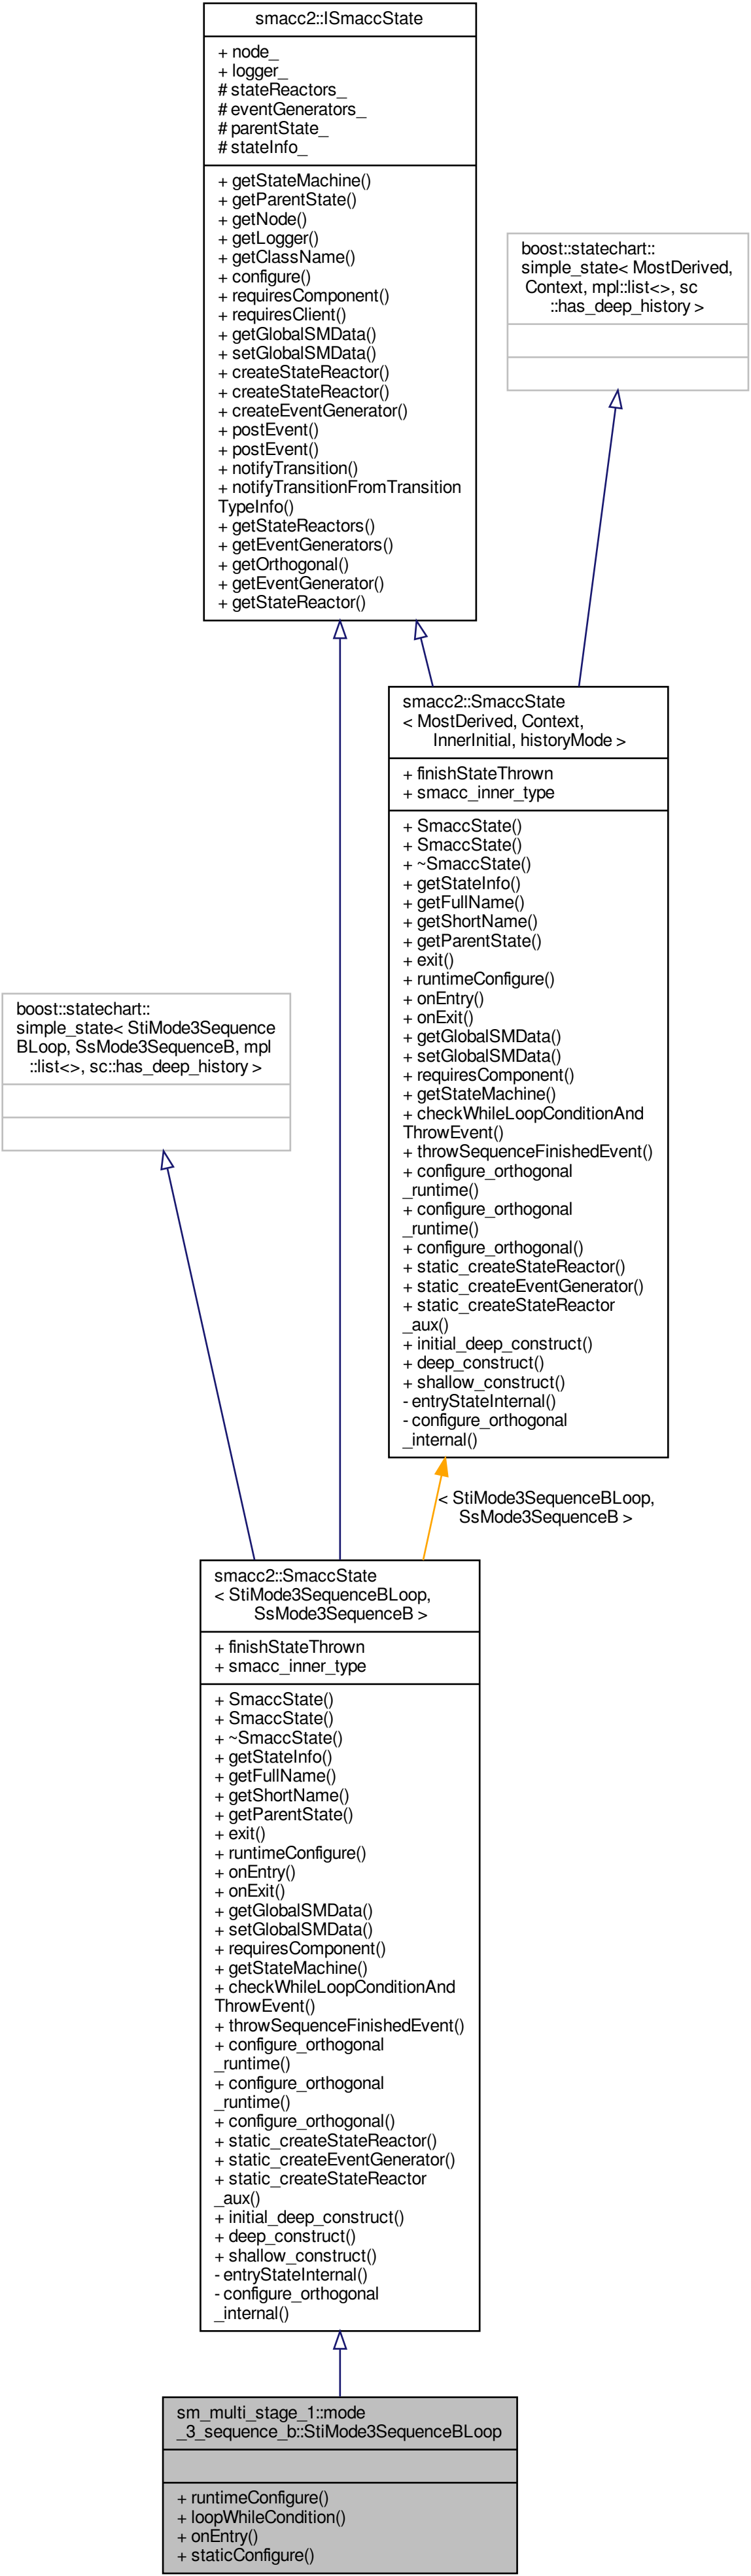 smacc2::ISmaccState
+ node_
+ logger_
# stateReactors_
# eventGenerators_
# parentState_
# stateInfo_
+ getStateMachine()
+ getParentState()
+ getNode()
+ getLogger()
+ getClassName()
+ configure()
+ requiresComponent()
+ requiresClient()
+ getGlobalSMData()
+ setGlobalSMData()
+ createStateReactor()
+ createStateReactor()
+ createEventGenerator()
+ postEvent()
+ postEvent()
+ notifyTransition()
+ notifyTransitionFromTransition
TypeInfo()
+ getStateReactors()
+ getEventGenerators()
+ getOrthogonal()
+ getEventGenerator()
+ getStateReactor()
boost::statechart::
simple_state< MostDerived,
Context, mpl::list<>, sc
::has_deep_history >
smacc2::SmaccState
< MostDerived, Context,
InnerInitial, historyMode >
+ finishStateThrown
+ smacc_inner_type
+ SmaccState()
+ SmaccState()
+ ~SmaccState()
+ getStateInfo()
+ getFullName()
+ getShortName()
+ getParentState()
+ exit()
+ runtimeConfigure()
+ onEntry()
+ onExit()
+ getGlobalSMData()
+ setGlobalSMData()
+ requiresComponent()
+ getStateMachine()
+ checkWhileLoopConditionAnd
ThrowEvent()
+ throwSequenceFinishedEvent()
+ configure_orthogonal
_runtime()
+ configure_orthogonal
_runtime()
+ configure_orthogonal()
+ static_createStateReactor()
+ static_createEventGenerator()
+ static_createStateReactor
_aux()
+ initial_deep_construct()
+ deep_construct()
+ shallow_construct()
- entryStateInternal()
- configure_orthogonal
_internal()
boost::statechart::
simple_state< StiMode3Sequence
BLoop, SsMode3SequenceB, mpl
::list<>, sc::has_deep_history >
< StiMode3SequenceBLoop,
SsMode3SequenceB >
smacc2::SmaccState
< StiMode3SequenceBLoop,
SsMode3SequenceB >
+ finishStateThrown
+ smacc_inner_type
+ SmaccState()
+ SmaccState()
+ ~SmaccState()
+ getStateInfo()
+ getFullName()
+ getShortName()
+ getParentState()
+ exit()
+ runtimeConfigure()
+ onEntry()
+ onExit()
+ getGlobalSMData()
+ setGlobalSMData()
+ requiresComponent()
+ getStateMachine()
+ checkWhileLoopConditionAnd
ThrowEvent()
+ throwSequenceFinishedEvent()
+ configure_orthogonal
_runtime()
+ configure_orthogonal
_runtime()
+ configure_orthogonal()
+ static_createStateReactor()
+ static_createEventGenerator()
+ static_createStateReactor
_aux()
+ initial_deep_construct()
+ deep_construct()
+ shallow_construct()
- entryStateInternal()
- configure_orthogonal
_internal()
sm_multi_stage_1::mode
_3_sequence_b::StiMode3SequenceBLoop
+ runtimeConfigure()
+ loopWhileCondition()
+ onEntry()
+ staticConfigure()